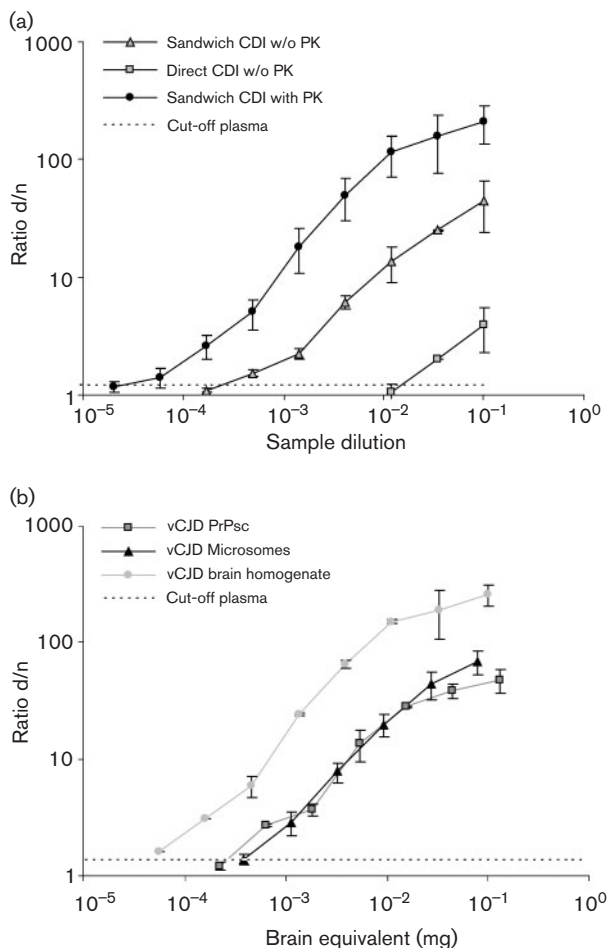 (a)
1000
100
10
1
Ratio d/n
Sandwich CDI w/o PK
Direct CDI w/o PK
Sandwich CDI with PK
Cut-off plasma
10⁻⁵ 10⁻⁴ 10⁻³ 10⁻² 10⁻¹ 10⁰
Sample dilution
(b)
1000
100
10
1
Ratio d/n
vCJD PrPsc
vCJD Microsomes
vCJD brain homogenate
Cut-off plasma
10⁻⁵ 10⁻⁴ 10⁻³ 10⁻² 10⁻¹ 10⁰
Brain equivalent (mg)